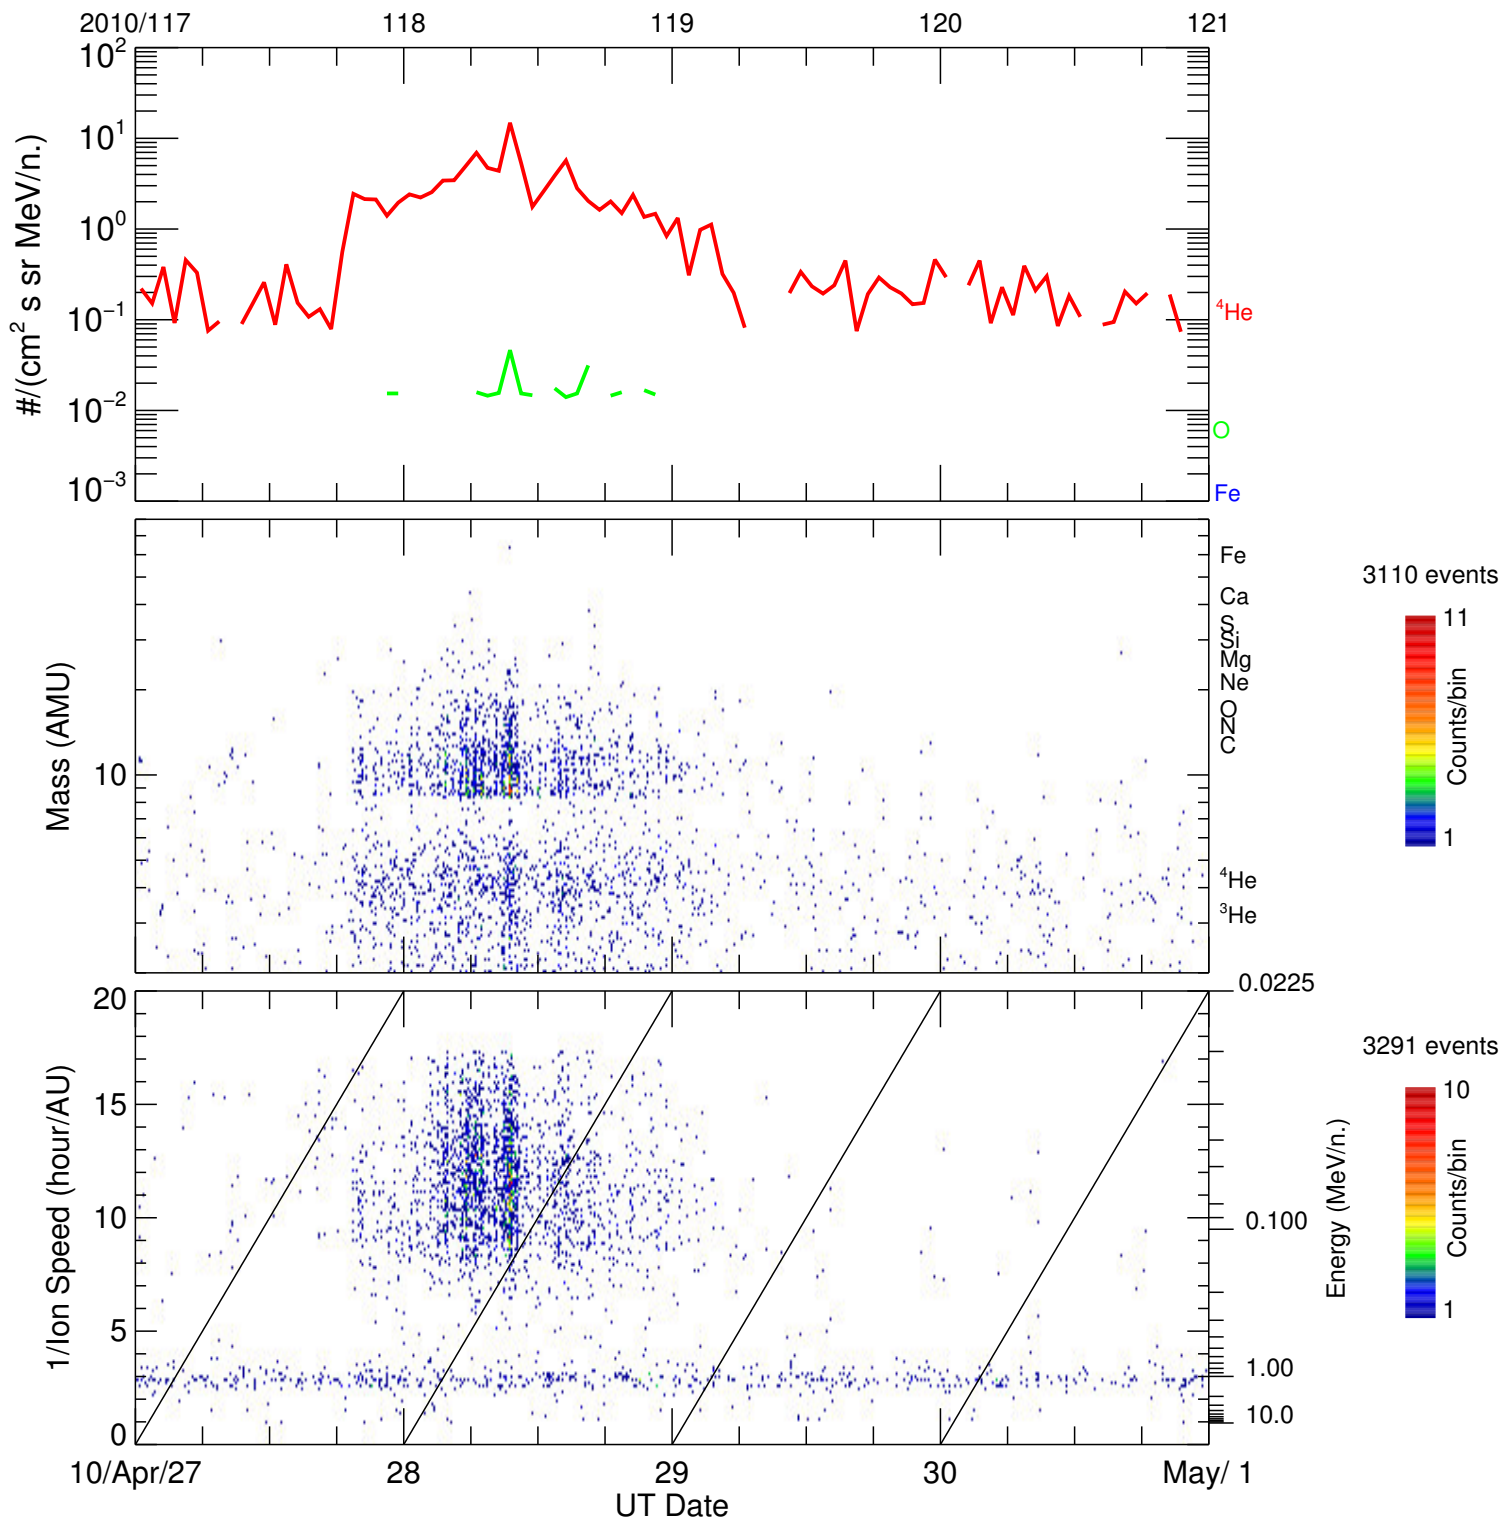 2010/117 118 119 120 121
10² 10¹ 10⁰ 10⁻¹ 10⁻² 10⁻³
#/(cm² s sr MeV/n.)
⁴He
O
Fe
Mass (AMU)
10
Fe
Ca
S
Si
Mg
Ne
O
N
C
⁴He
³He
3110 events
11
Counts/bin
1
1/Ion Speed (hour/AU)
20
15
10
5
0
0.0225
0.100
1.00
10.0
Energy (MeV/n.)
3291 events
10
Counts/bin
1
10/Apr/27 28 29 30 May/ 1
UT Date